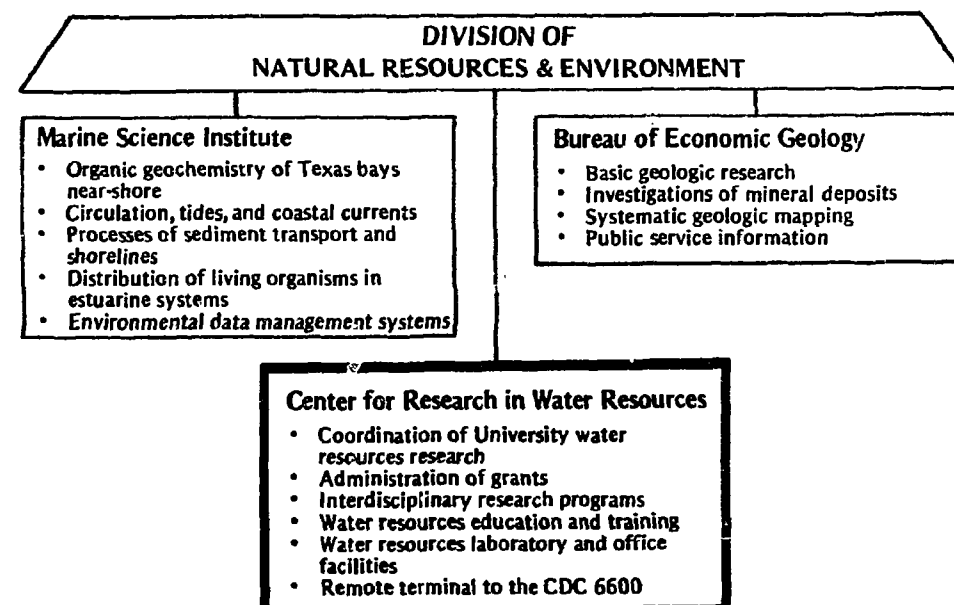 DIVISION OF
NATURAL RESOURCES & ENVIRONMENT
Marine Science Institute
• Organic geochemistry of Texas bays
near-shore
• Circulation, tides, and coastal currents
• Processes of sediment transport and
shorelines
• Distribution of living organisms in
estuarine systems
• Environmental data management systems
Bureau of Economic Geology
• Basic geologic research
• Investigations of mineral deposits
• Systematic geologic mapping
• Public service information
Center for Research in Water Resources
• Coordination of University water
resources research
• Administration of grants
• Interdisciplinary research programs
• Water resources education and training
• Water resources laboratory and office
facilities
• Remote terminal to the CDC 6600